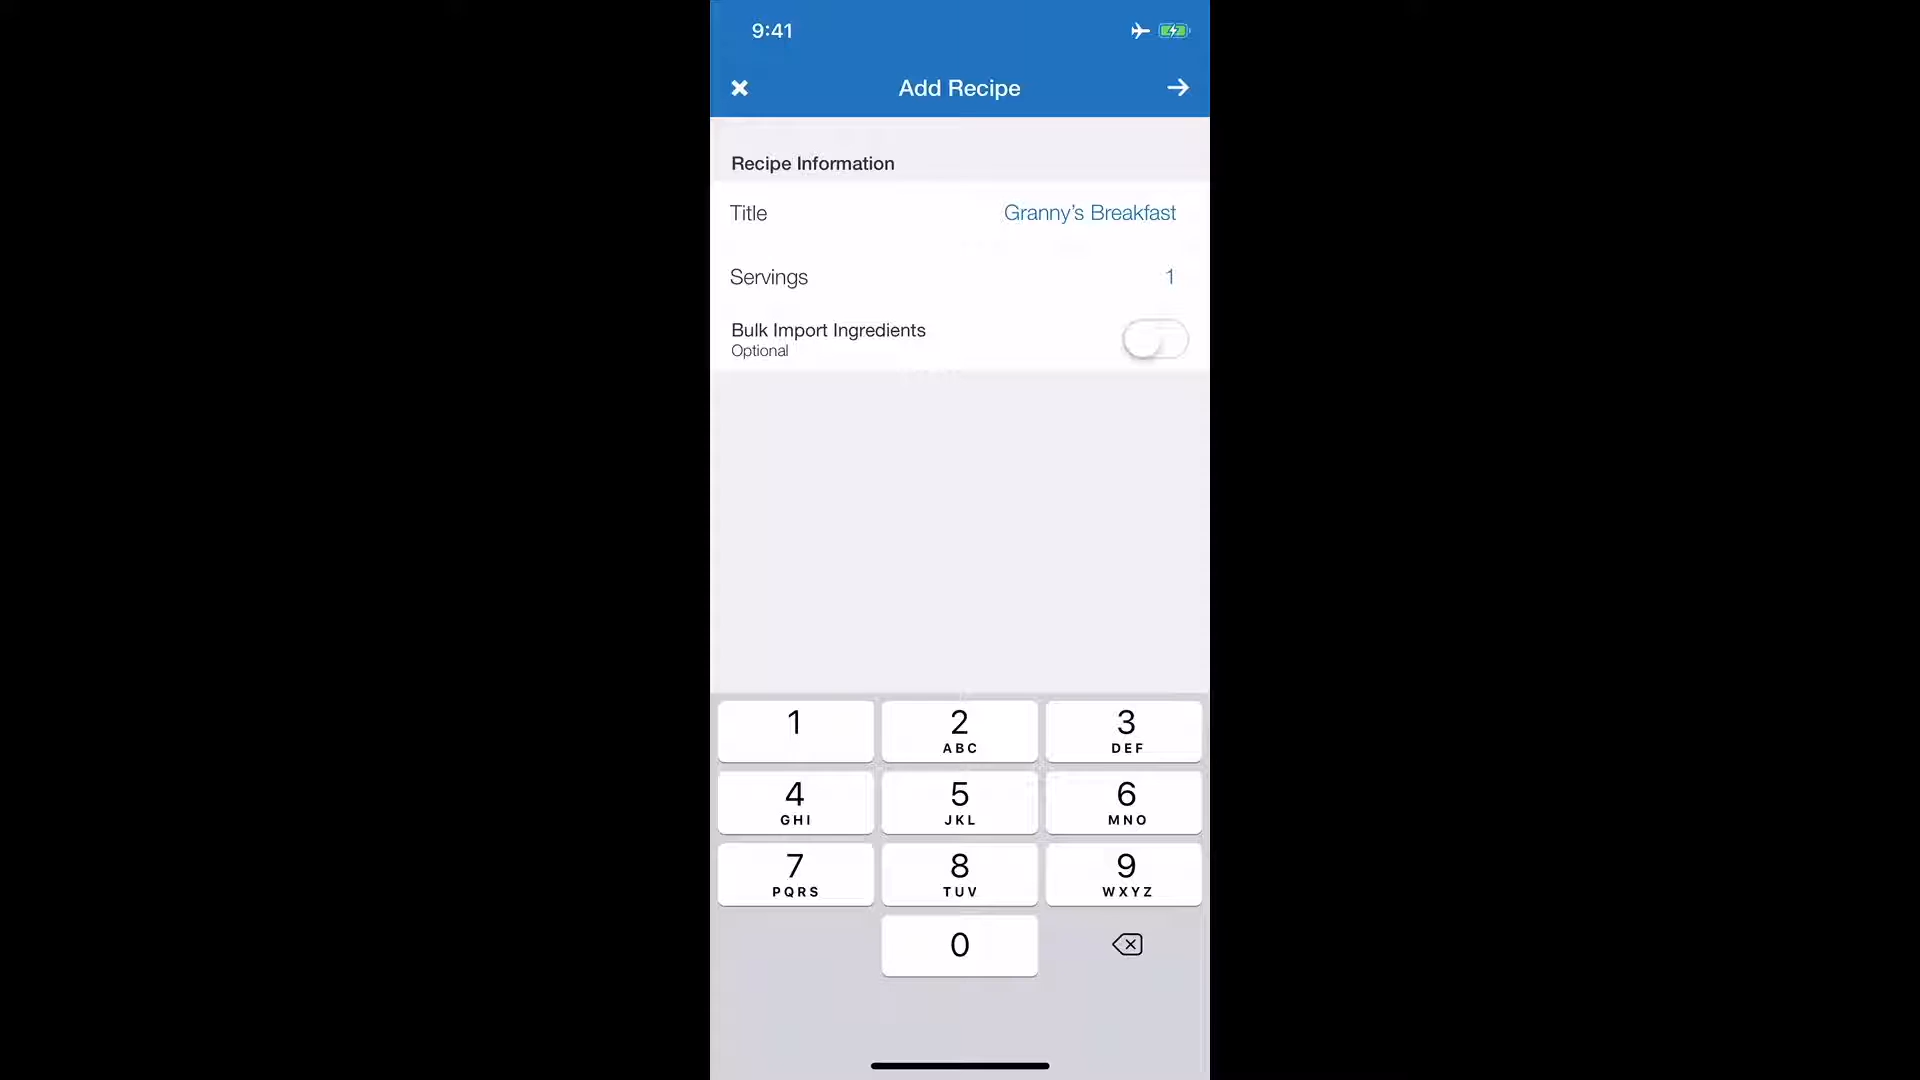 9:41
Add Recipe
Recipe Information
Title Granny’s Breakfast
Servings 1
Bulk Import Ingredients
Optional
1 2 3
ABC DEF
4 5 6
GHI JKL MNO
7 8 9
PQRS TUV WXYZ
0